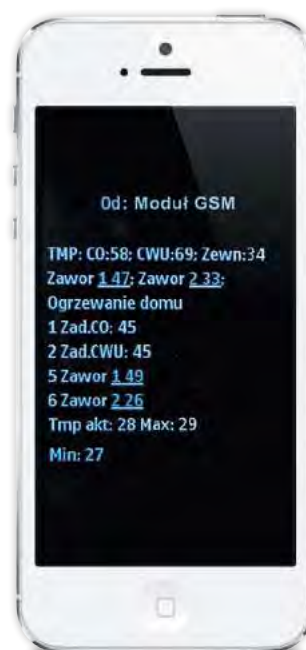 Od: Moduł GSM
TMP: CO:58; CWU:69; Zewn:34
Zawor 1.47; Zawor 2.33;
Ogrzewanie domu
1 Zad.CO: 45
2 Zad.CWU: 45
5 Zawor 1.49
6 Zawor 2.26
Tmp akt: 28 Max: 29
Min: 27